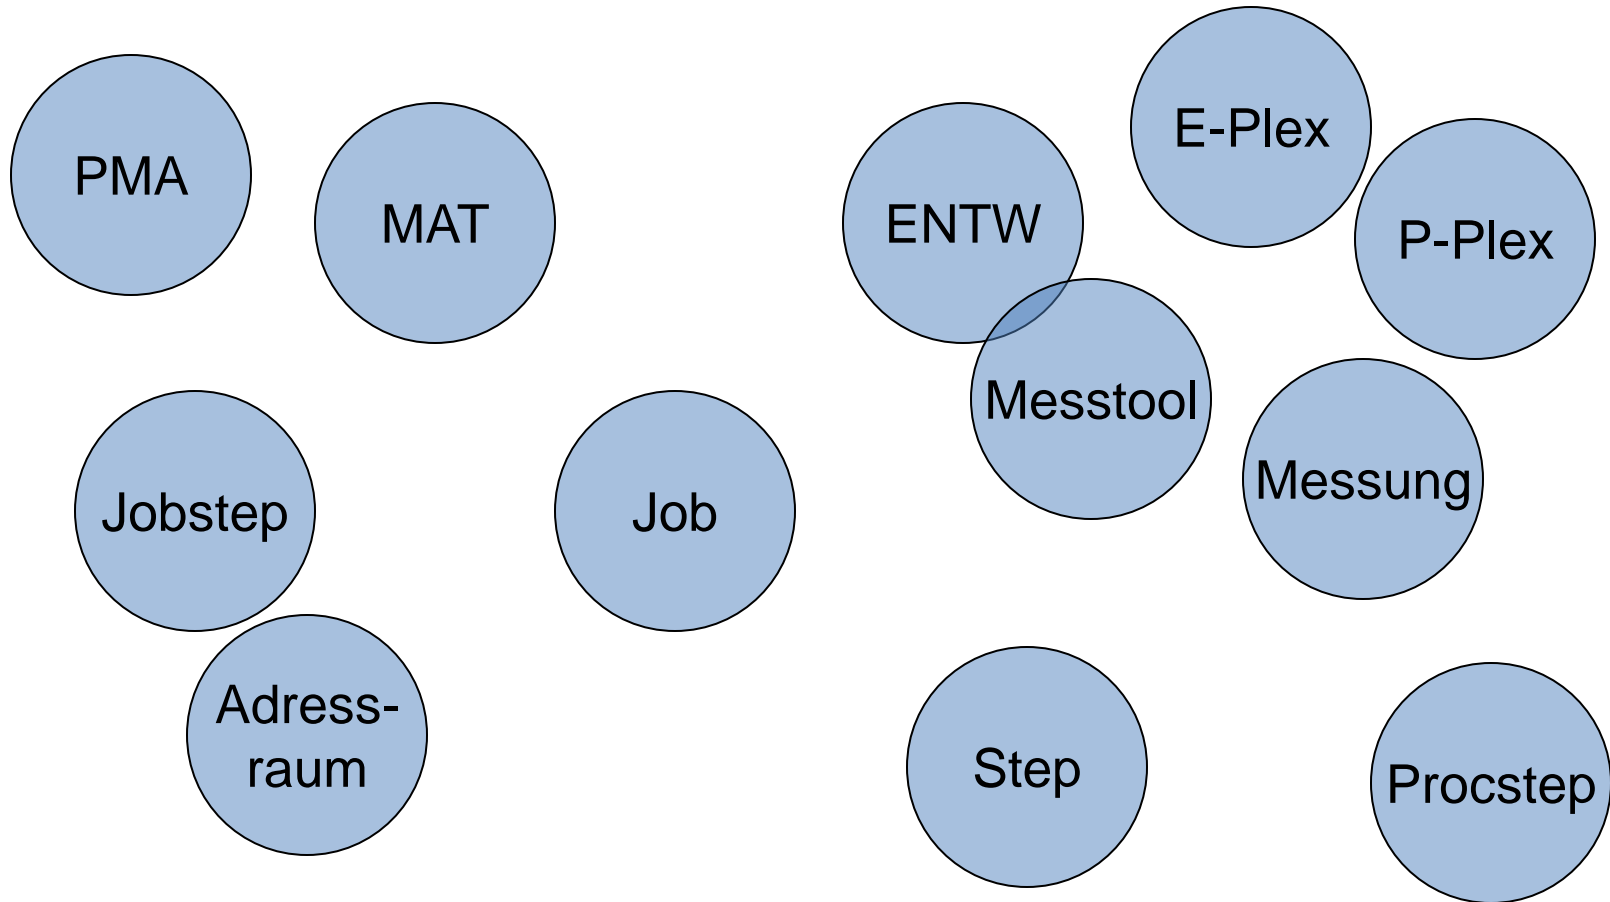 E-Plex
PMA
MAT
ENTW
P-Plex
Messtool
Messung
Jobstep
Job
Adress-
raum
Step
Procstep